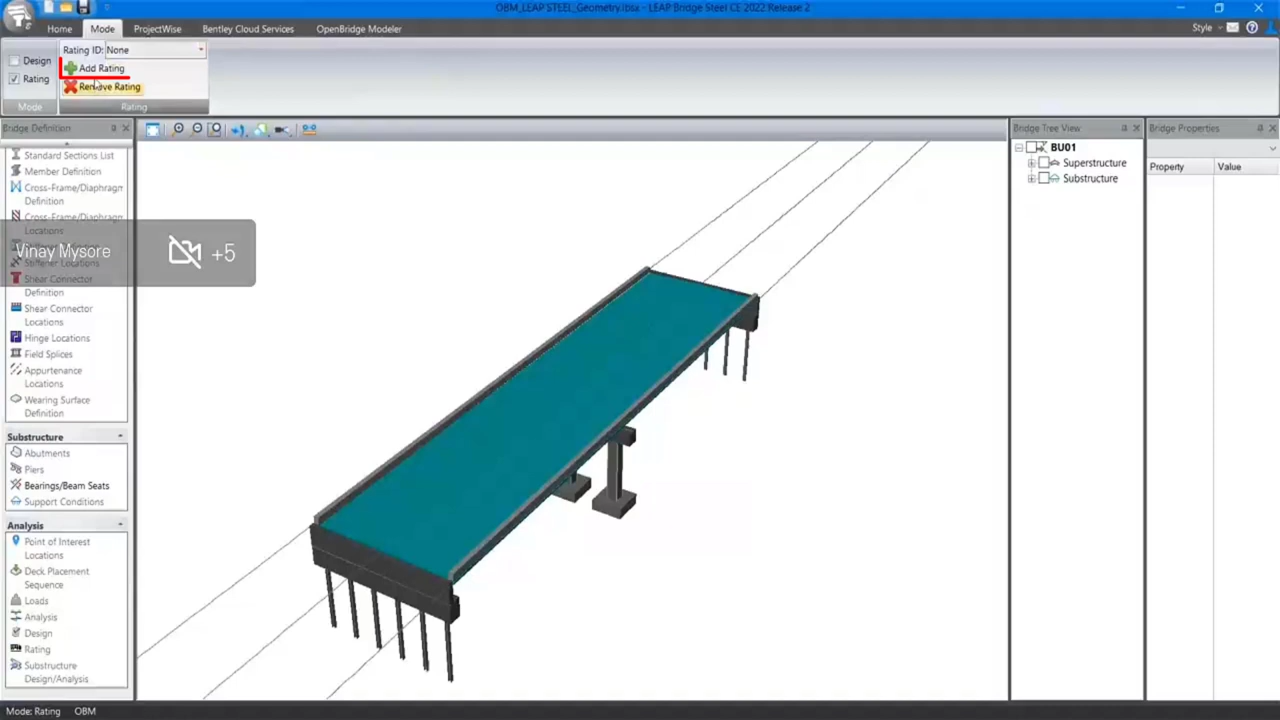 OBM_LEAP STEEL_Geometry.lbsx - LEAP Bridge Steel CE 2022 Release 2
Home
Mode
ProjectWise
Bentley Cloud Services
OpenBridge Modeler
Style
Design
Rating
Mode
Rating ID: None
Add Rating
Remove Rating
Rating
Bridge Definition
Standard Sections List
Member Definition
Cross-Frame/Diaphragm
Definition
Cross-Frame/Diaphragm
Locations
Vinay Mysore
+5
Stiffener Locations
Shear Connector
Definition
Shear Connector
Locations
Hinge Locations
Field Splices
Appurtenance
Locations
Wearing Surface
Definition
Substructure
Abutments
Piers
Bearings/Beam Seats
Support Conditions
Analysis
Point of Interest
Locations
Deck Placement
Sequence
Loads
Analysis
Design
Rating
Substructure
Design/Analysis
Bridge Tree View
BU01
Superstructure
Substructure
Bridge Properties
Property
Value
Mode: Rating
OBM